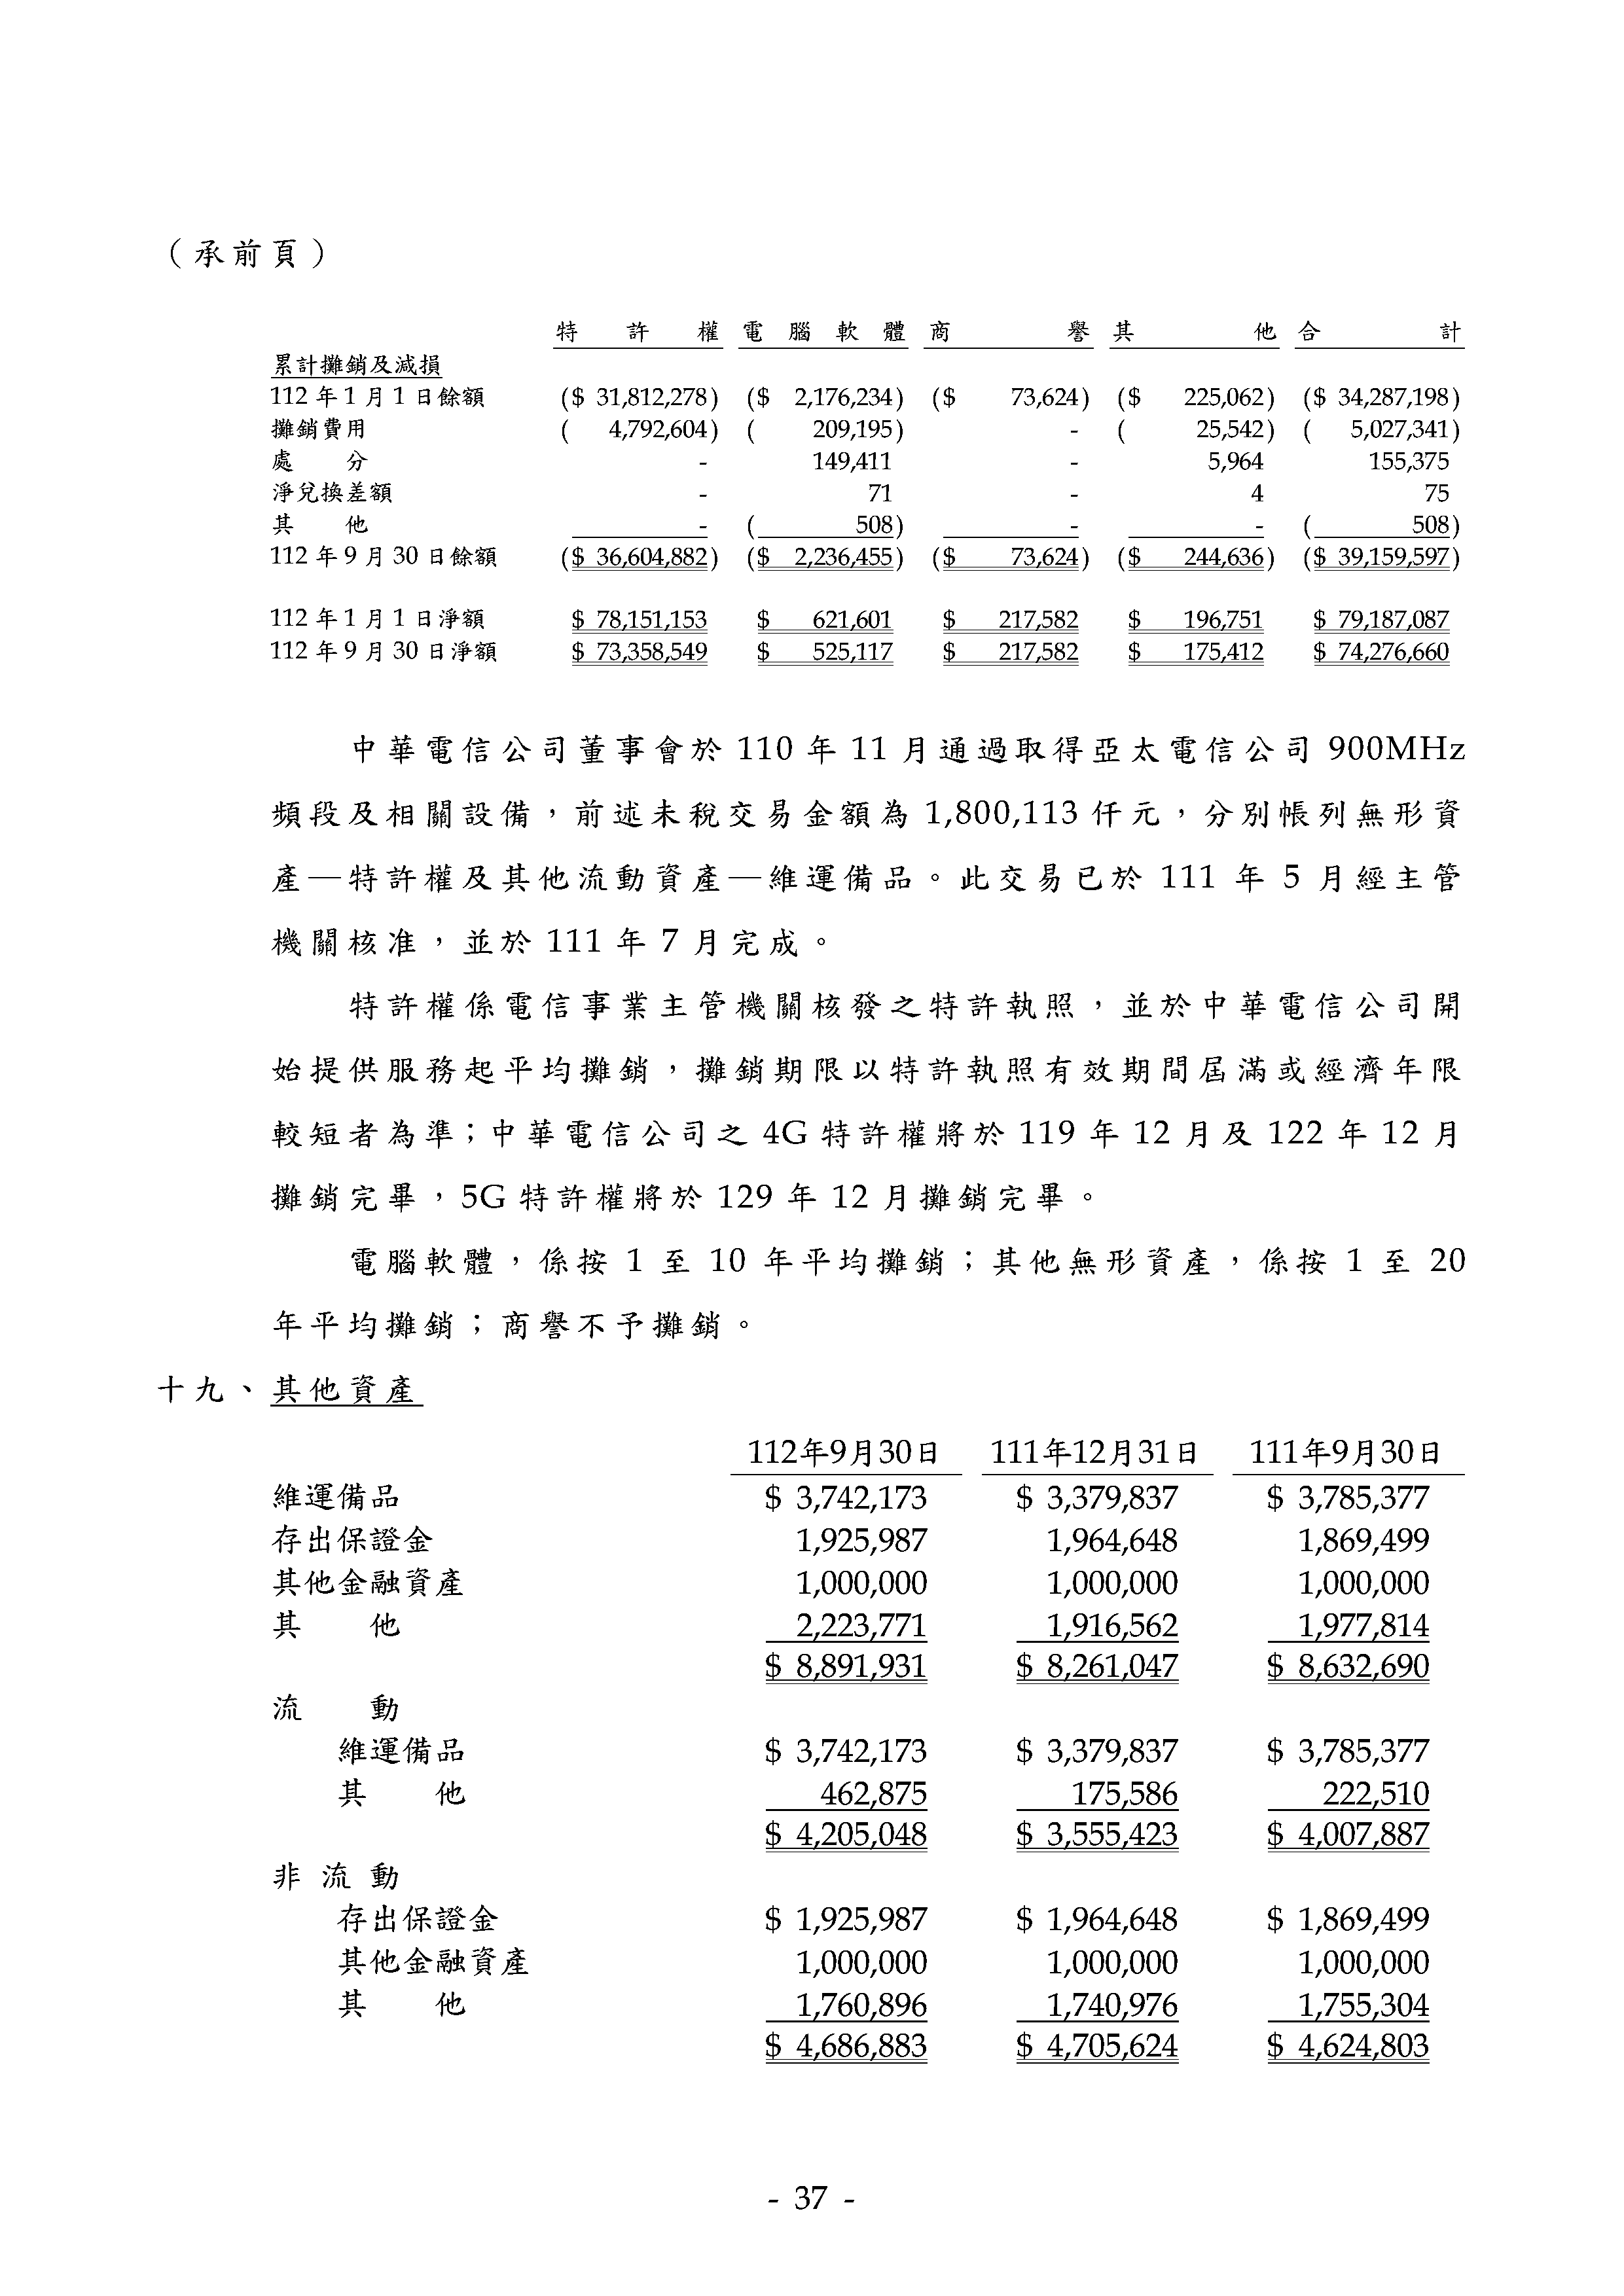 （承前頁）
特許權 電腦軟體 商譽 其他 合計
累計攤銷及減損
112 年 1 月 1 日餘額 ($ 31,812,278) ($ 2,176,234) ($ 73,624) ($ 225,062) ($ 34,287,198)
攤銷費用 ( 4,792,604) ( 209,195) - ( 25,542) ( 5,027,341)
處 分 - 149,411 - 5,964 155,375
淨兌換差額 - 71 - 4 75
其 他 - ( 508) - - ( 508)
112 年 9 月 30 日餘額 ($ 36,604,882) ($ 2,236,455) ($ 73,624) ($ 244,636) ($ 39,159,597)
112 年 1 月 1 日淨額 $ 78,151,153 $ 621,601 $ 217,582 $ 196,751 $ 79,187,087
112 年 9 月 30 日淨額 $ 73,358,549 $ 525,117 $ 217,582 $ 175,412 $ 74,276,660
中華電信公司董事會於 110 年 11 月通過取得亞太電信公司 900MHz
頻段及相關設備，前述未稅交易金額為 1,800,113 仟元，分別帳列無形資
產—特許權及其他流動資產—維運備品。此交易已於 111 年 5 月經主管
機關核准，並於 111 年 7 月完成。
特許權係電信事業主管機關核發之特許執照，並於中華電信公司開
始提供服務起平均攤銷，攤銷期限以特許執照有效期間屆滿或經濟年限
較短者為準；中華電信公司之 4G 特許權將於 119 年 12 月及 122 年 12 月
攤銷完畢，5G 特許權將於 129 年 12 月攤銷完畢。
電腦軟體，係按 1 至 10 年平均攤銷；其他無形資產，係按 1 至 20
年平均攤銷；商譽不予攤銷。
十九、其他資產
112年9月30日 111年12月31日 111年9月30日
維運備品 $ 3,742,173 $ 3,379,837 $ 3,785,377
存出保證金 1,925,987 1,964,648 1,869,499
其他金融資產 1,000,000 1,000,000 1,000,000
其 他 2,223,771 1,916,562 1,977,814
$ 8,891,931 $ 8,261,047 $ 8,632,690
流 動
維運備品 $ 3,742,173 $ 3,379,837 $ 3,785,377
其 他 462,875 175,586 222,510
$ 4,205,048 $ 3,555,423 $ 4,007,887
非 流 動
存出保證金 $ 1,925,987 $ 1,964,648 $ 1,869,499
其他金融資產 1,000,000 1,000,000 1,000,000
其 他 1,760,896 1,740,976 1,755,304
$ 4,686,883 $ 4,705,624 $ 4,624,803
- 37 -